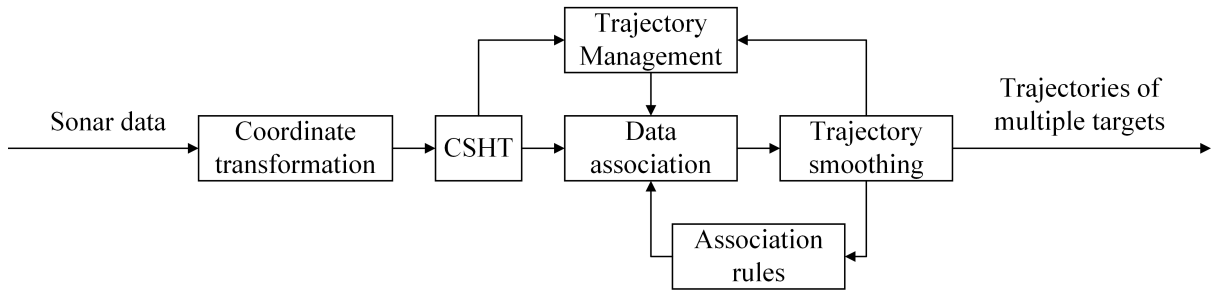 Trajectory
Management
Sonar data
Coordinate
transformation
CSHT
Data
association
Trajectory
smoothing
Trajectories of
multiple targets
Association
rules